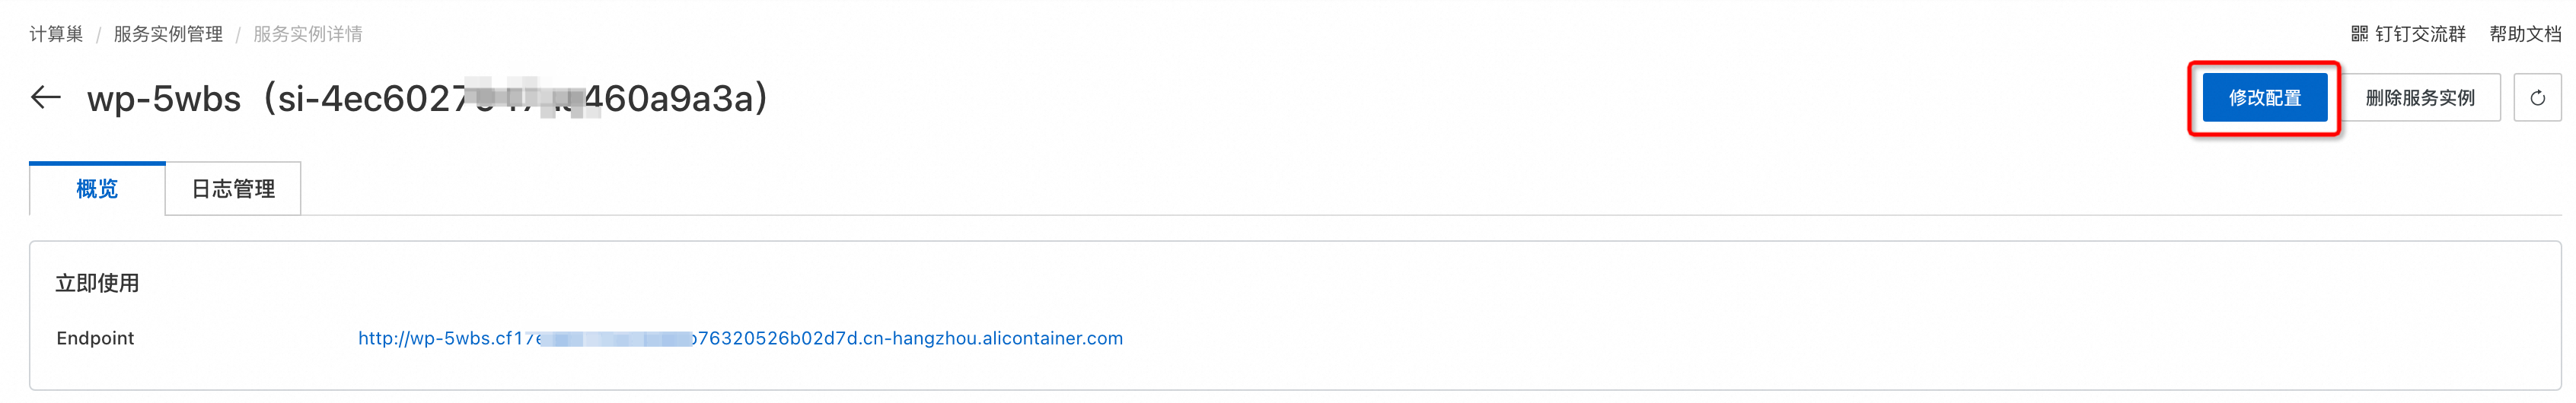 计算巢 / 服务实例管理 / 服务实例详情
钉钉交流群 帮助文档
wp-5wbs（si-4ec6027 460a9a3a）
修改配置 删除服务实例
概览 日志管理
立即使用
Endpoint http://wp-5wbs.cf17 76320526b02d7d.cn-hangzhou.alicontainer.com